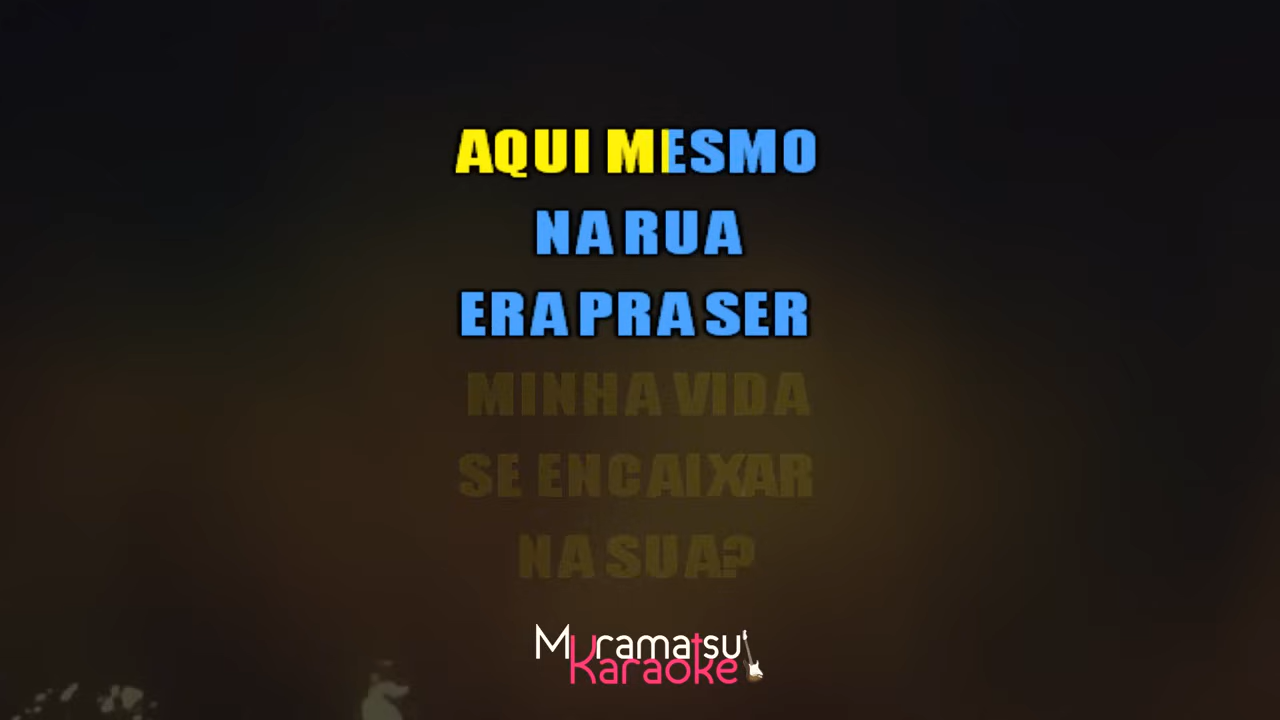 AQUI MESMO
NA RUA
ERA PRA SER
MINHA VIDA
SE ENCAIXAR
NA SUA?
Muramatsu
Karaoke